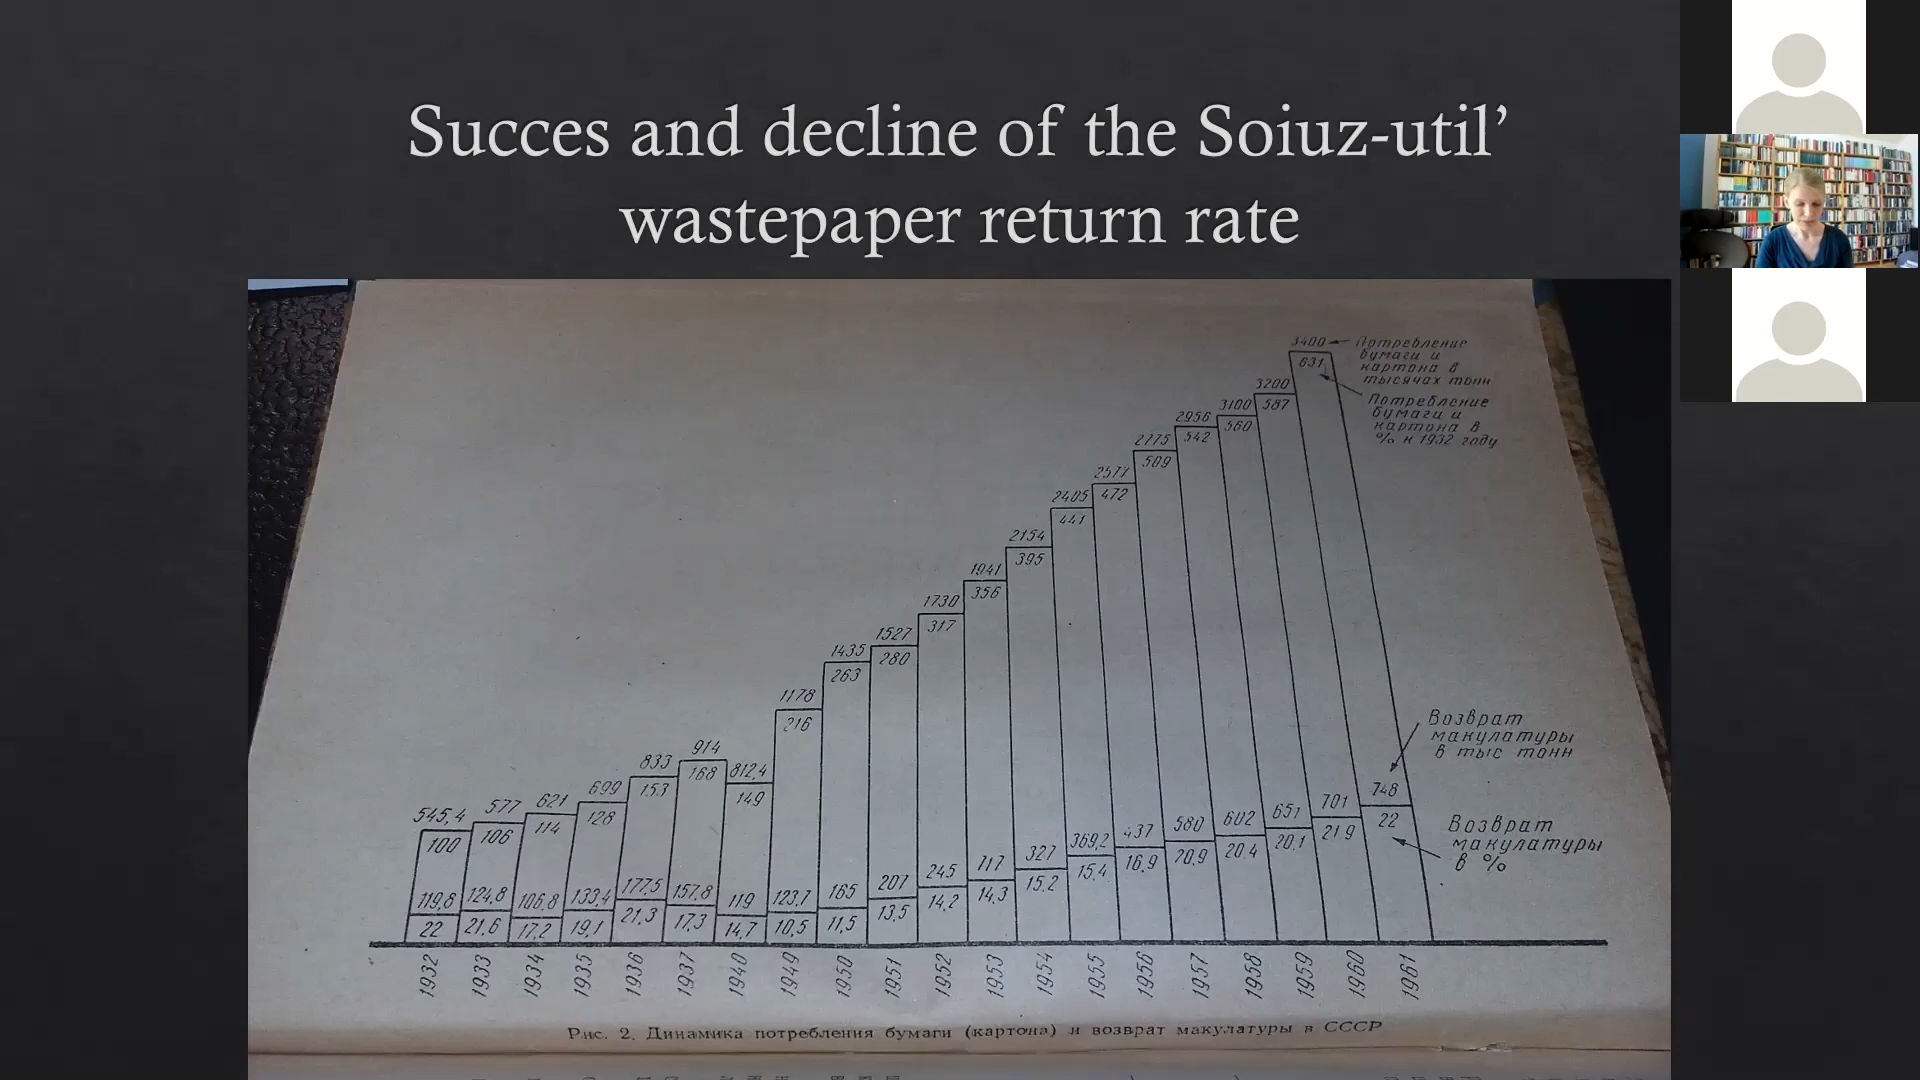 Succes and decline of the Soiuz-util’
wastepaper return rate
3400
Потребление
бумаги и
картона в
тысячах тонн
631
Потребление
бумаги и
картона в
% к 1932 году
3200
587
3100
560
2956
542
2775
509
2577
472
2405
441
2154
395
1941
356
1730
317
1527
280
1435
263
1178
216
914
168
812,4
149
833
153
699
128
621
114
577
106
545,4
100
Возврат
макулатуры
в тыс тонн
Возврат
макулатуры
в %
119,8 124,8 106,8 133,4 177,5 157,8 119 123,7 165 207 245 327 369,2 437 580 602 651 701 748
22 21,6 17,2 19,1 21,3 17,3 14,7 10,5 11,5 13,5 14,2 14,3 15,2 15,4 16,9 20,9 20,4 20,1 21,9 22
1932 1933 1934 1935 1936 1937 1940 1949 1950 1951 1952 1953 1954 1955 1956 1957 1958 1959 1960 1961
Рис. 2. Динамика потребления бумаги (картона) и возврат макулатуры в СССР